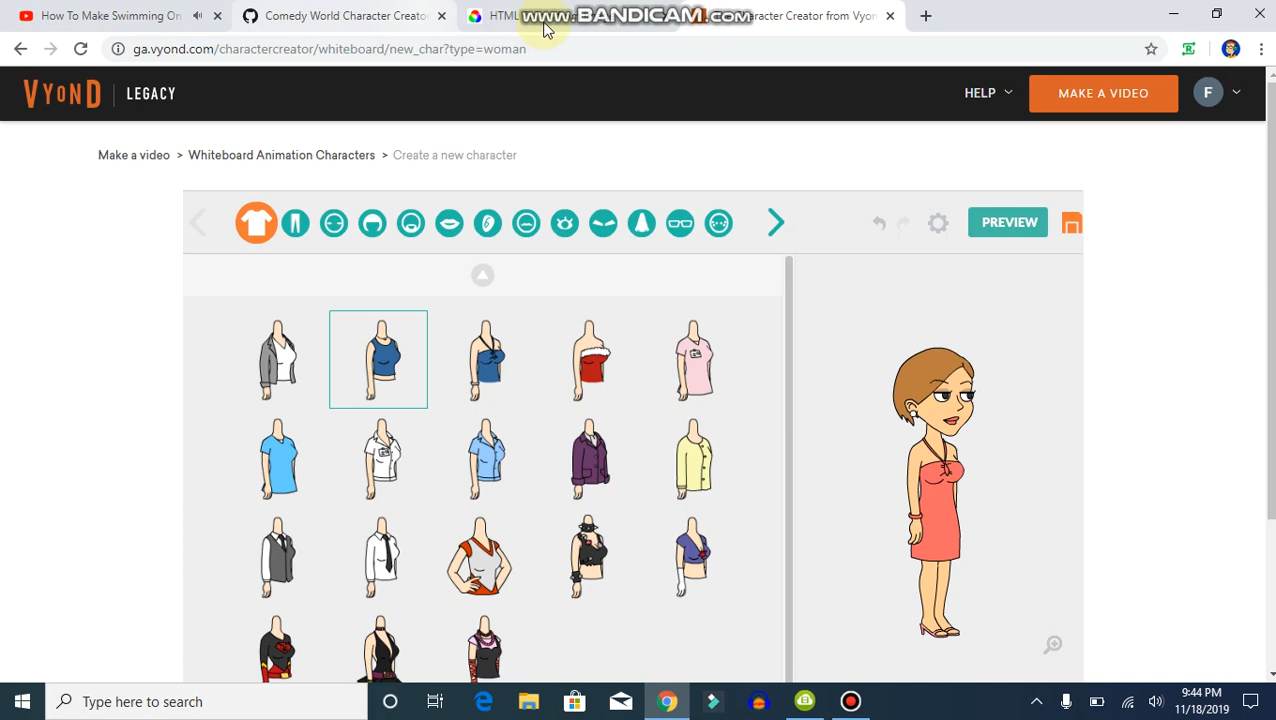 How To Make Swimming On
Comedy World Character Creator
HTML
www.BANDICAM.com
Character Creator from Vyon
ga.vyond.com/charactercreator/whiteboard/new_char?type=woman
VYOND LEGACY
HELP
MAKE A VIDEO
F
Make a video > Whiteboard Animation Characters > Create a new character
PREVIEW
Type here to search
9:44 PM
11/18/2019